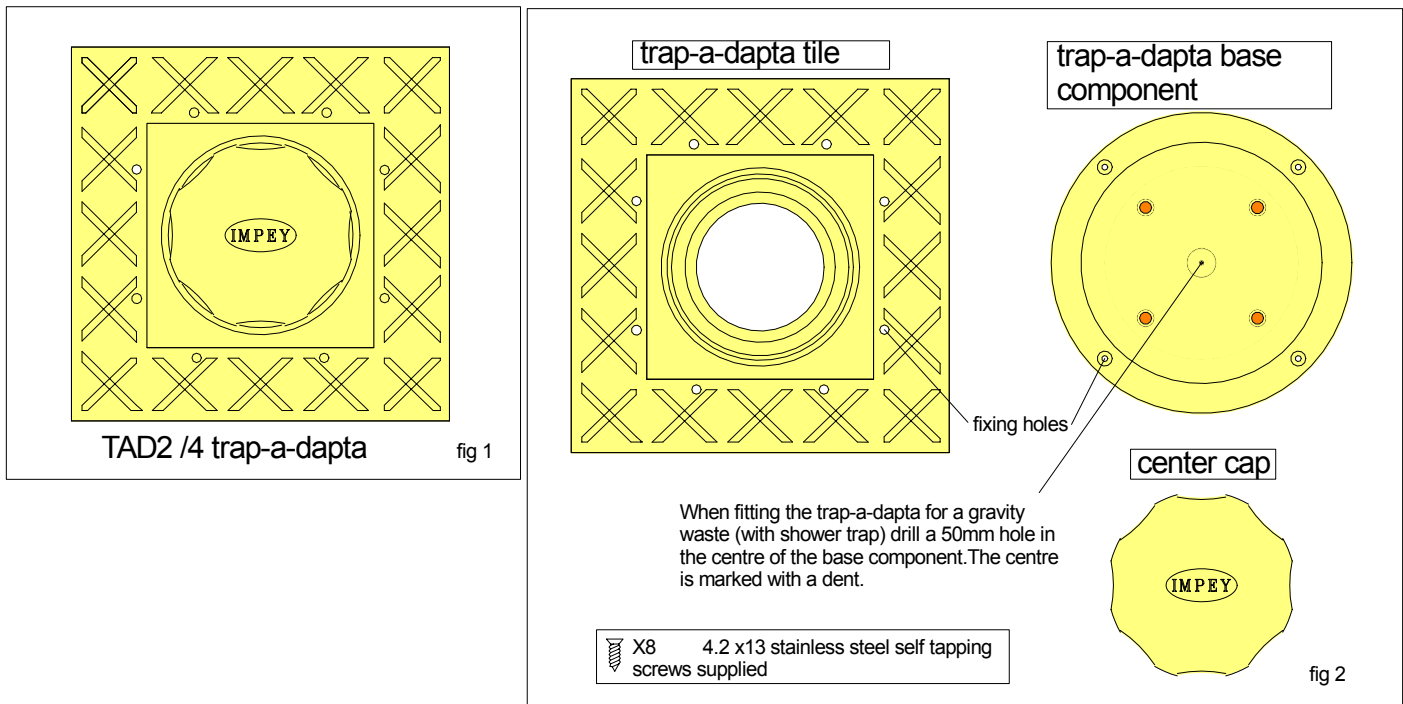 IMPEY
TAD2 /4 trap-a-dapta
fig 1
trap-a-dapta tile
trap-a-dapta base
component
fixing holes
When fitting the trap-a-dapta for a gravity
waste (with shower trap) drill a 50mm hole in
the centre of the base component.The centre
is marked with a dent.
X8 4.2 x13 stainless steel self tapping
screws supplied
center cap
IMPEY
fig 2